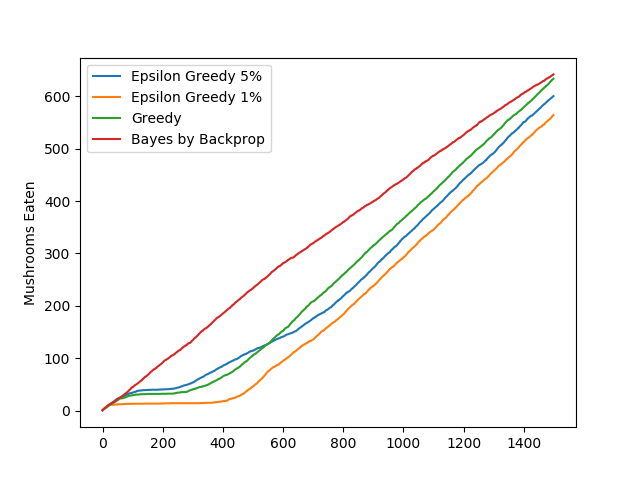 Epsilon Greedy 5%
Epsilon Greedy 1%
Greedy
Bayes by Backprop
Mushrooms Eaten
600
500
400
300
200
100
0
0 200 400 600 800 1000 1200 1400